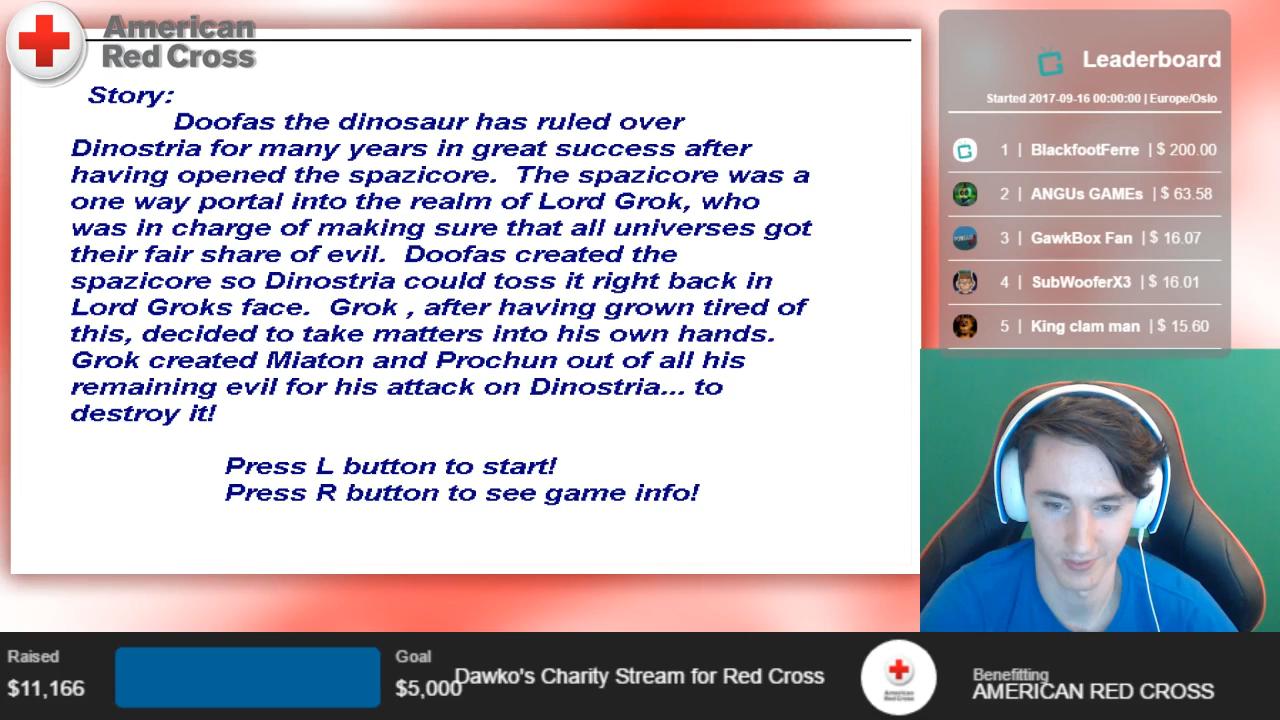 American
Red Cross
Story:
Doofas the dinosaur has ruled over
Dinostria for many years in great success after
having opened the spazicore.  The spazicore was a
one way portal into the realm of Lord Grok, who
was in charge of making sure that all universes got
their fair share of evil.  Doofas created the
spazicore so Dinostria could toss it right back in
Lord Groks face.  Grok , after having grown tired of
this, decided to take matters into his own hands.
Grok created Miaton and Prochun out of all his
remaining evil for his attack on Dinostria... to
destroy it!
Press L button to start!
Press R button to see game info!
Leaderboard
Started 2017-09-16 00:00:00 | Europe/Oslo
1 | BlackfootFerre | $ 200.00
2 | ANGUs GAMEs | $ 63.58
3 | GawkBox Fan | $ 16.07
4 | SubWooferX3 | $ 16.01
5 | King clam man | $ 15.60
Raised
$11,166
Goal
$5,000
Dawko's Charity Stream for Red Cross
American
Red Cross
Benefitting
AMERICAN RED CROSS